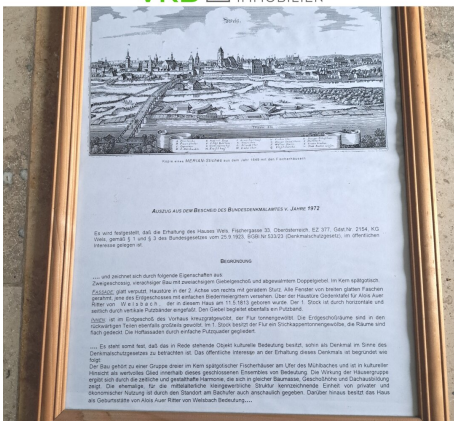 IMMOBILIEN
Wels.
AUSZUG AUS DEM BESCHEID DES BUNDESDENKMALAMTES V. JAHRE 1972
Es wird festgestellt, daß die Erhaltung des Hauses Wels, Fischergasse 33, Oberösterreich, EZ 377, Gdst.Nr. 2104, KG.
Wels, gemäß § 1 und § 3 des Bundesgesetzes vom 25.9.1923, BGBl.Nr.533/23 (Denkmalschutzgesetz), im öffentlichen
Interesse gelegen ist.
BEGRÜNDUNG
.... und zeichnet sich durch folgende Eigenschaften aus:
Zweigeschossig, vierachsiger Bau mit zweiachsigem Giebelgeschoß und abgewalmtem Doppelgiebel. Im Kern spätgotisch.
FASSADE: glatt verputzt. Haustüre in der 2. Achse von rechts mit geradem Sturz. Alle Fenster von breiten glatten Faschen
gerahmt, jene des Erdgeschosses mit einfachen Biedermeiergittern versehen. Über der Haustüre Gedenktafel für Alois Auer
Ritter von Welsbach, der in diesem Haus am 11.5.1813 geboren wurde. Der 1. Stock ist durch horizontale und
seitlich durch vertikale Putzbänder eingefaßt. Den Giebel begleitet ebenfalls ein Putzband.
INNEN: ist im Erdgeschoß des Vorhaus kreuzgratgewölbt, der Flur tonnengewölbt. Die Erdgeschoßräume sind in den
rückwärtigen Teilen ebenfalls großteils gewölbt. Im 1. Stock besitzt der Flur ein Stichkappentonnengewölbe, die Räume sind
flach gedeckt. Die Hoffassaden durch einfache Putzquader gegliedert.
.... Es steht somit fest, daß das in Rede stehende Objekt kulturelle Bedeutung besitzt, sohin als Denkmal im Sinne des
Denkmalschutzgesetzes zu betrachten ist. Das öffentliche Interesse an der Erhaltung dieses Denkmals ist begründet wie
folgt:
Der Bau gehört zu einer Gruppe dreier im Kern spätgotischer Fischerhäuser am Ufer des Mühlbaches und ist in kultureller
Hinsicht als wertvolles Glied innerhalb dieses geschlossenen Ensembles von Bedeutung. Die Wirkung der Häusergruppe
ergibt sich durch die zeitliche und gestalthafte Harmonie, die sich in gleicher Baumasse, Geschoßhöhe und Dachausbildung
zeigt. Die ehemalige, für die mittelalterliche kleingewerbliche Struktur kennzeichnende Einheit von privater und
ökonomischer Nutzung ist durch den Standort am Bachufer auch anschaulich gegeben. Darüber hinaus besitzt das Haus
als Geburtsstätte von Alois Auer Ritter von Welsbach Bedeutung....